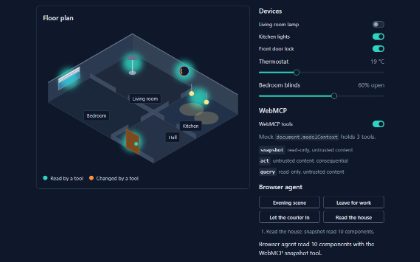 Floor plan
Living room
Bedroom
Kitchen
Hall
Read by a tool
Changed by a tool
Devices
Living room lamp
Kitchen lights
Front door lock
Thermostat 19 °C
Bedroom blinds 60% open
WebMCP
WebMCP tools
Mock document.modelContext holds 3 tools.
snapshot read-only, untrusted content
act untrusted content, consequential
query read-only, untrusted content
Browser agent
Evening scene
Leave for work
Let the courier in
Read the house
1. Read the house: snapshot read 10 components.
Browser agent read 10 components with the
WebMCP snapshot tool.